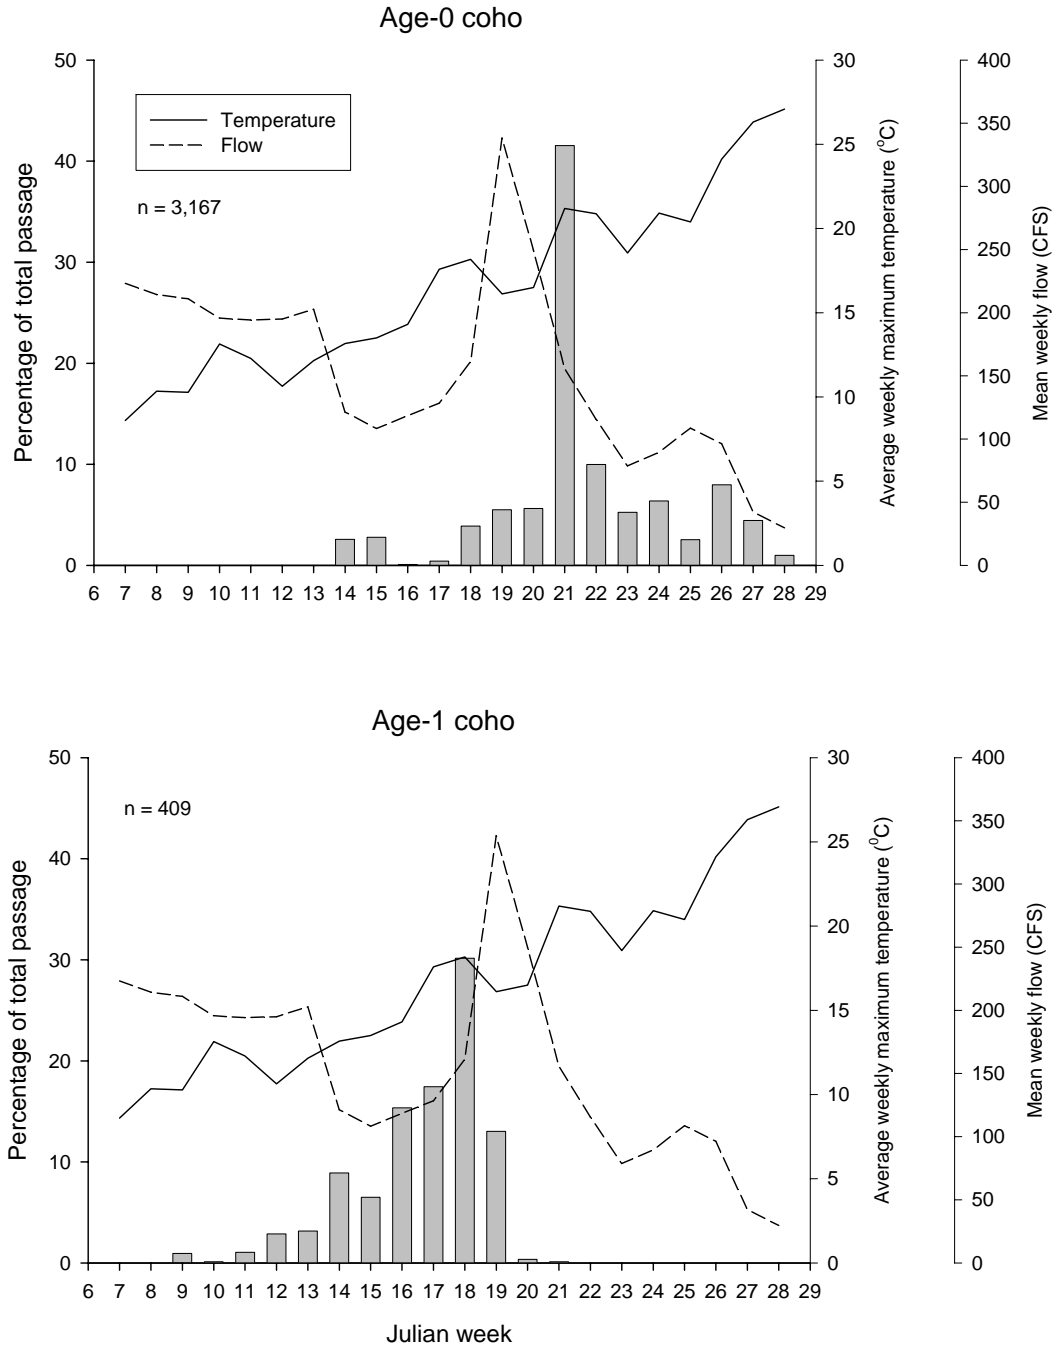 Age-0 coho
50
40
30
20
10
0
Percentage of total passage
Temperature
Flow
n = 3,167
30
25
20
15
10
5
0
Average weekly maximum temperature (⁰C)
400
350
300
250
200
150
100
50
0
Mean weekly flow (CFS)
6 7 8 9 10 11 12 13 14 15 16 17 18 19 20 21 22 23 24 25 26 27 28 29
Age-1 coho
50
40
30
20
10
0
Percentage of total passage
n = 409
30
25
20
15
10
5
0
Average weekly maximum temperature (⁰C)
400
350
300
250
200
150
100
50
0
Mean weekly flow (CFS)
6 7 8 9 10 11 12 13 14 15 16 17 18 19 20 21 22 23 24 25 26 27 28 29
Julian week